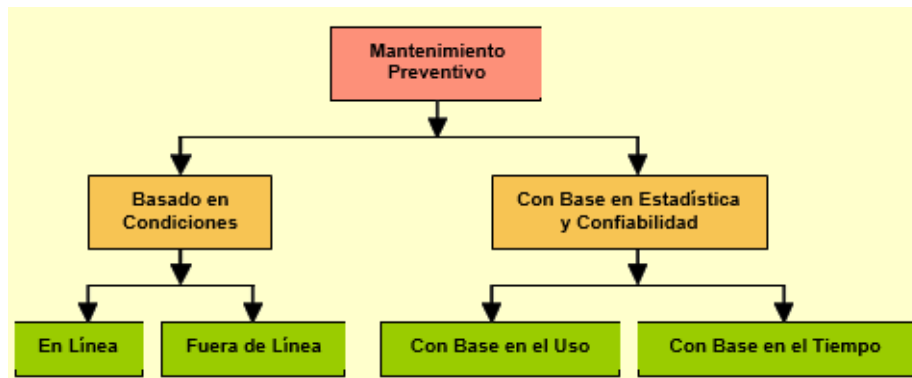 Mantenimiento
Preventivo
Basado en
Condiciones
Con Base en Estadística
y Confiabilidad
En Línea
Fuera de Línea
Con Base en el Uso
Con Base en el Tiempo